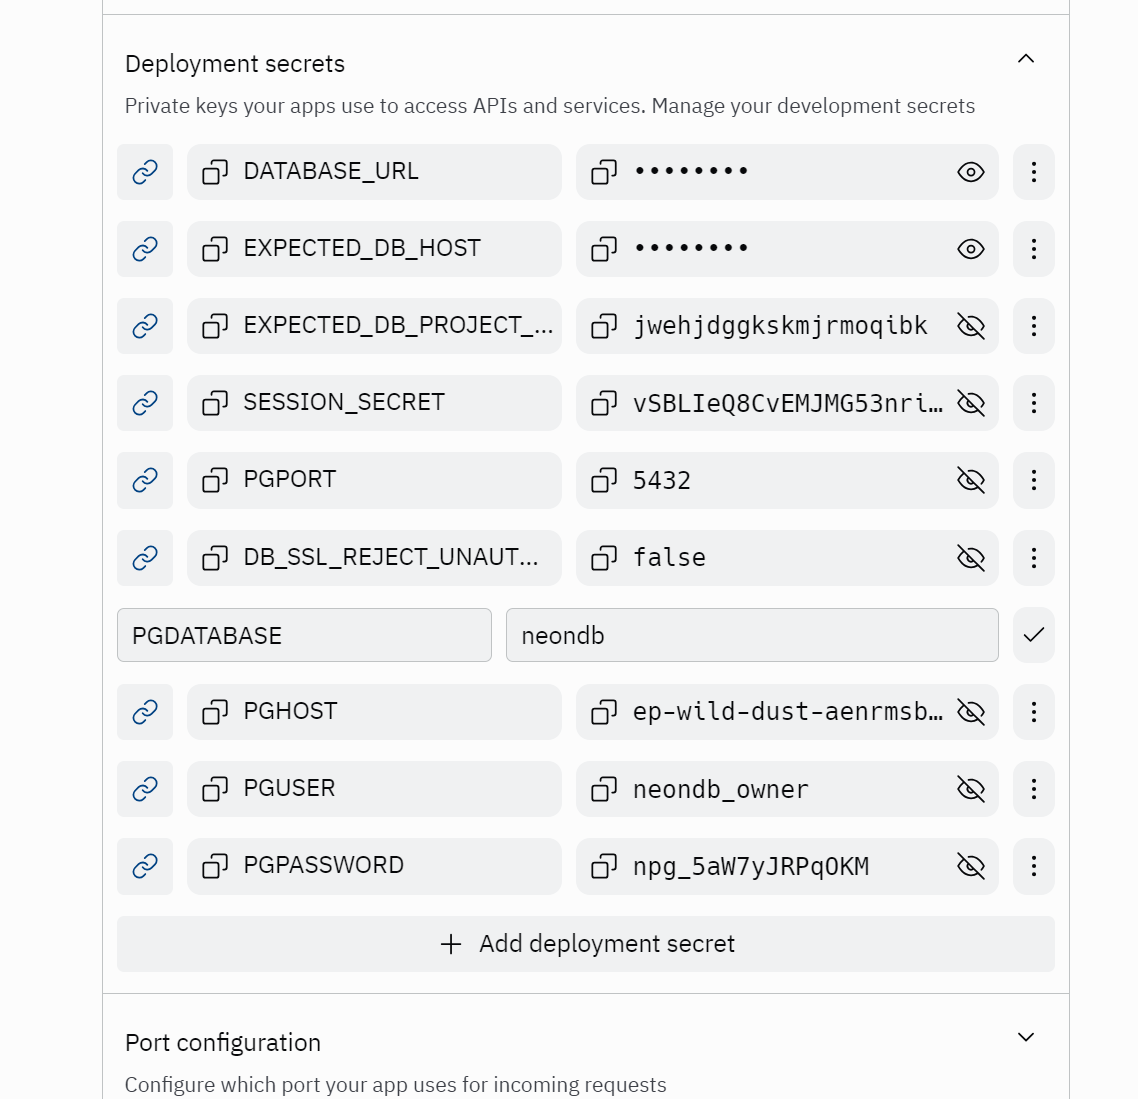 Deployment secrets
Private keys your apps use to access APIs and services. Manage your development secrets
DATABASE_URL ••••••••
EXPECTED_DB_HOST ••••••••
EXPECTED_DB_PROJECT_... jwehjdggkskmjrmoqibk
SESSION_SECRET vSBLIeQ8CvEMJMG53nri…
PGPORT 5432
DB_SSL_REJECT_UNAUT... false
PGDATABASE neondb
PGHOST ep-wild-dust-aenrmsb…
PGUSER neondb_owner
PGPASSWORD npg_5aW7yJRPqOKM
+ Add deployment secret
Port configuration
Configure which port your app uses for incoming requests